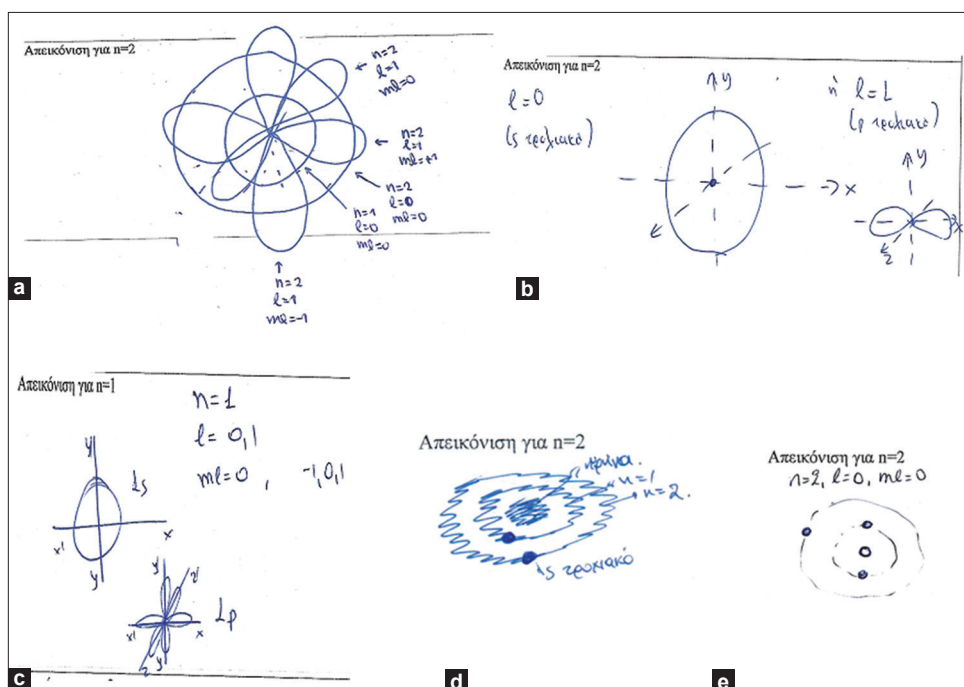 Απεικόνιση για n=2
n=2
l=1
ml=0
n=2
l=1
ml=+1
n=2
l=0
ml=0
n=1
l=0
ml=0
n=2
l=1
ml=-1
a
Απεικόνιση για n=2
l=0
(s τροχιακό)
y
x
ή l=1
(p τροχιακό)
y
x
z
b
Απεικόνιση για n=1
n=1
l=0,1
ml=0, -1,0,1
y
1s
x' x
y
y z'
1p
x' x
z y
c
Απεικόνιση για n=2
πυρήνα.
n=1
n=2.
s τροχιακό
d
Απεικόνιση για n=2
n=2, l=0, ml=0
e